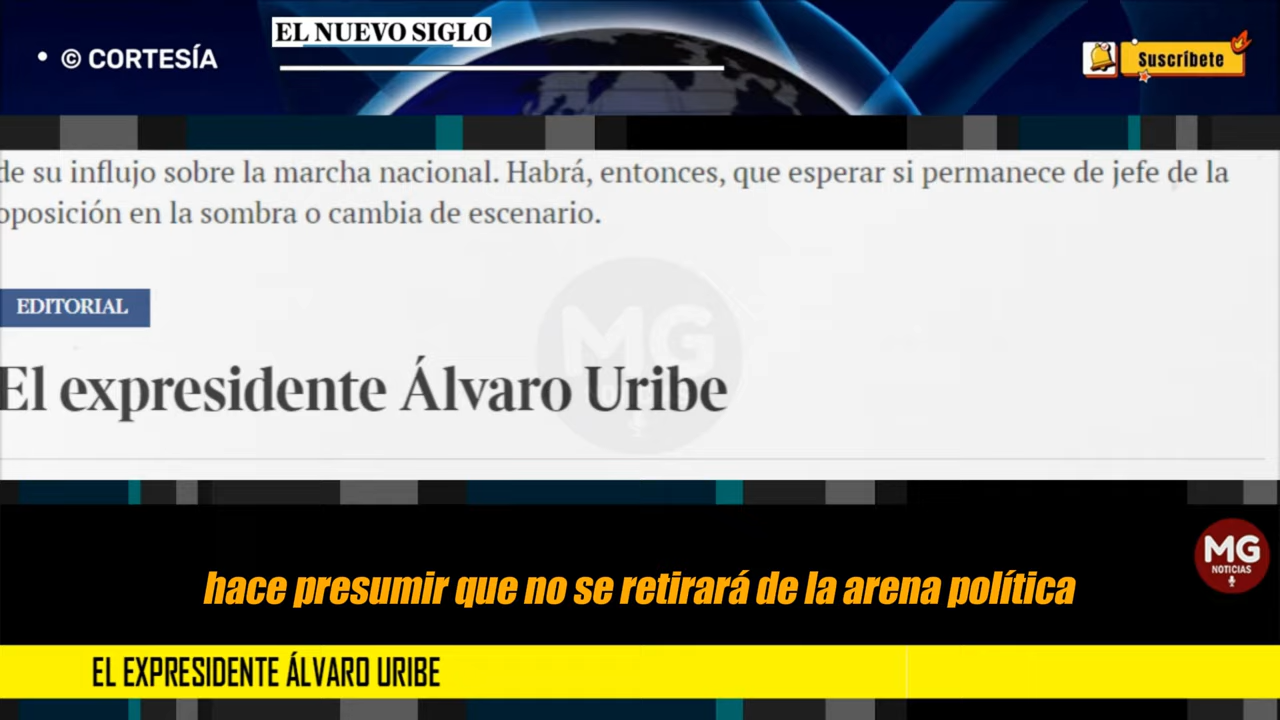 EL NUEVO SIGLO
• © CORTESÍA
Suscríbete
de su influjo sobre la marcha nacional. Habrá, entonces, que esperar si permanece de jefe de la
oposición en la sombra o cambia de escenario.
EDITORIAL
El expresidente Álvaro Uribe
MG
NOTICIAS
hace presumir que no se retirará de la arena política
MG
NOTICIAS
EL EXPRESIDENTE ÁLVARO URIBE